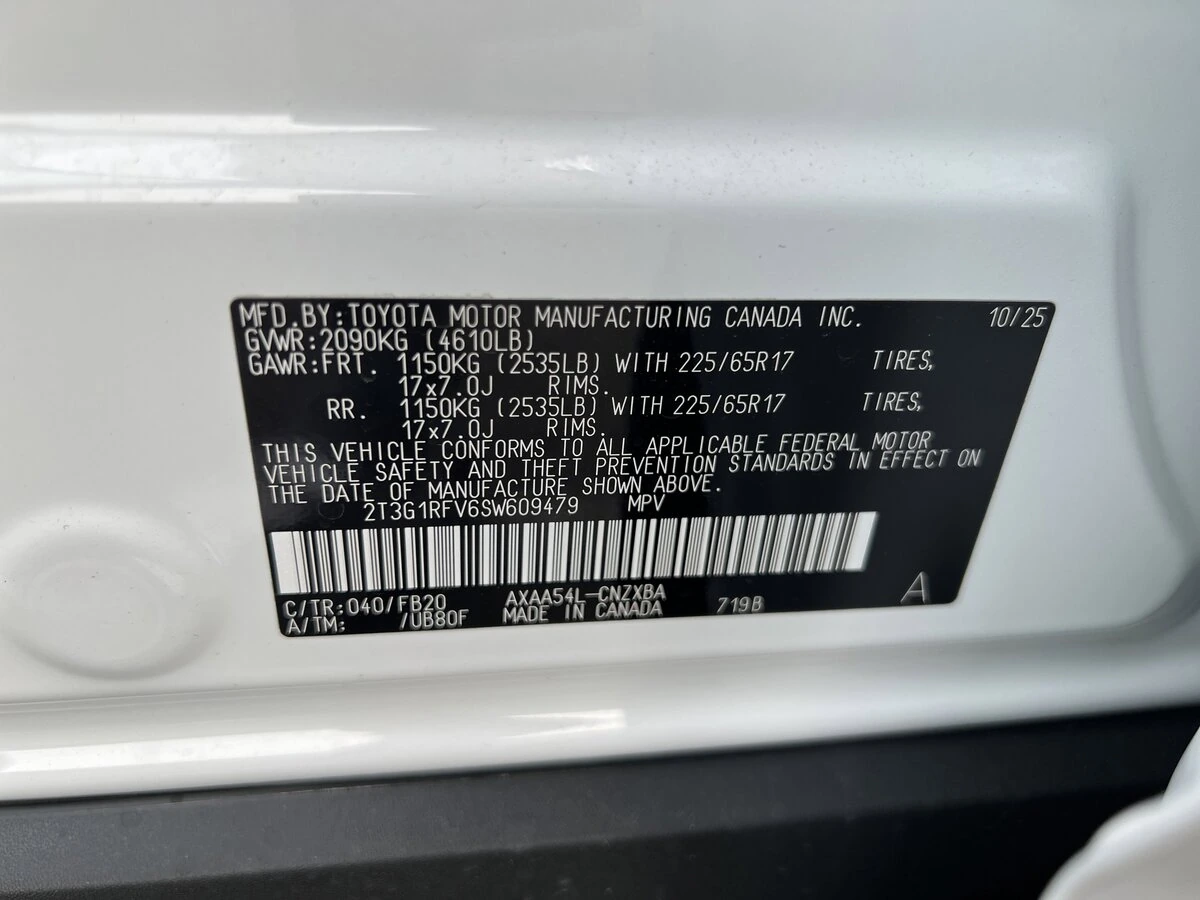 MFD.BY:TOYOTA MOTOR MANUFACTURING CANADA INC. 10/25
GVWR:2090KG (4610LB)
GAWR:FRT. 1150KG (2535LB) WITH 225/65R17 TIRES,
17x7.0J RIMS.
RR. 1150KG (2535LB) WITH 225/65R17 TIRES,
17x7.0J RIMS.
THIS VEHICLE CONFORMS TO ALL APPLICABLE FEDERAL MOTOR
VEHICLE SAFETY AND THEFT PREVENTION STANDARDS IN EFFECT ON
THE DATE OF MANUFACTURE SHOWN ABOVE.
2T3G1RFV6SW609479 MPV
C/TR:040/FB20 AXAA54L-CNZXBA
A/TM: /UB80F MADE IN CANADA 719B A